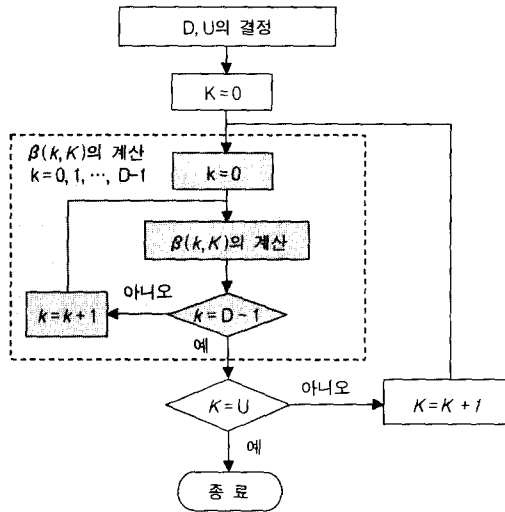 D, U의 결정
K=0
β(k,K)의 계산
k=0, 1, ⋯, D-1
k=0
β(k,K)의 계산
아니오
k=k+1
k=D-1
예
K=U
아니오
K=K+1
예
종료